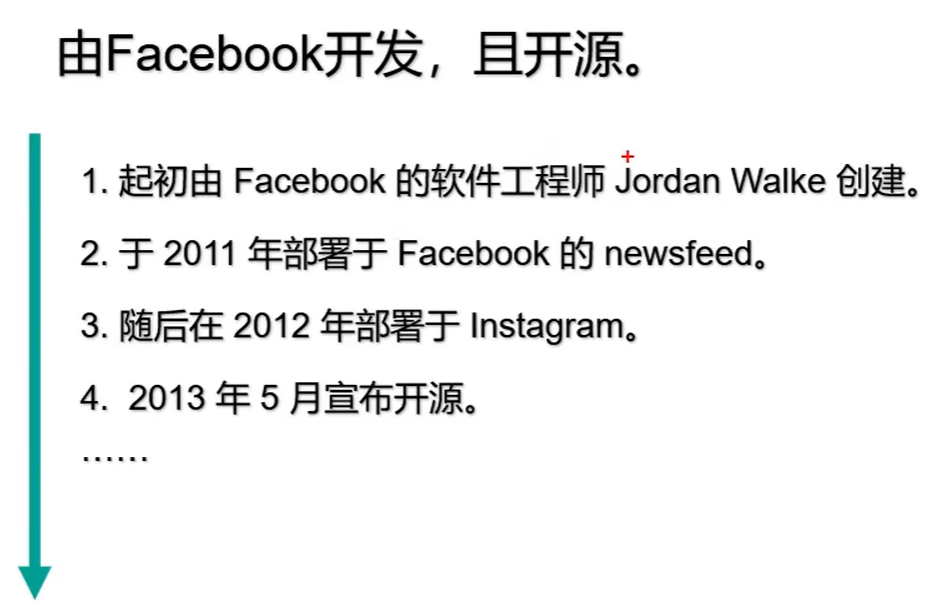 由Facebook开发，且开源。
1. 起初由 Facebook 的软件工程师 Jordan Walke 创建。
2. 于 2011 年部署于 Facebook 的 newsfeed。
3. 随后在 2012 年部署于 Instagram。
4. 2013 年 5 月宣布开源。
……